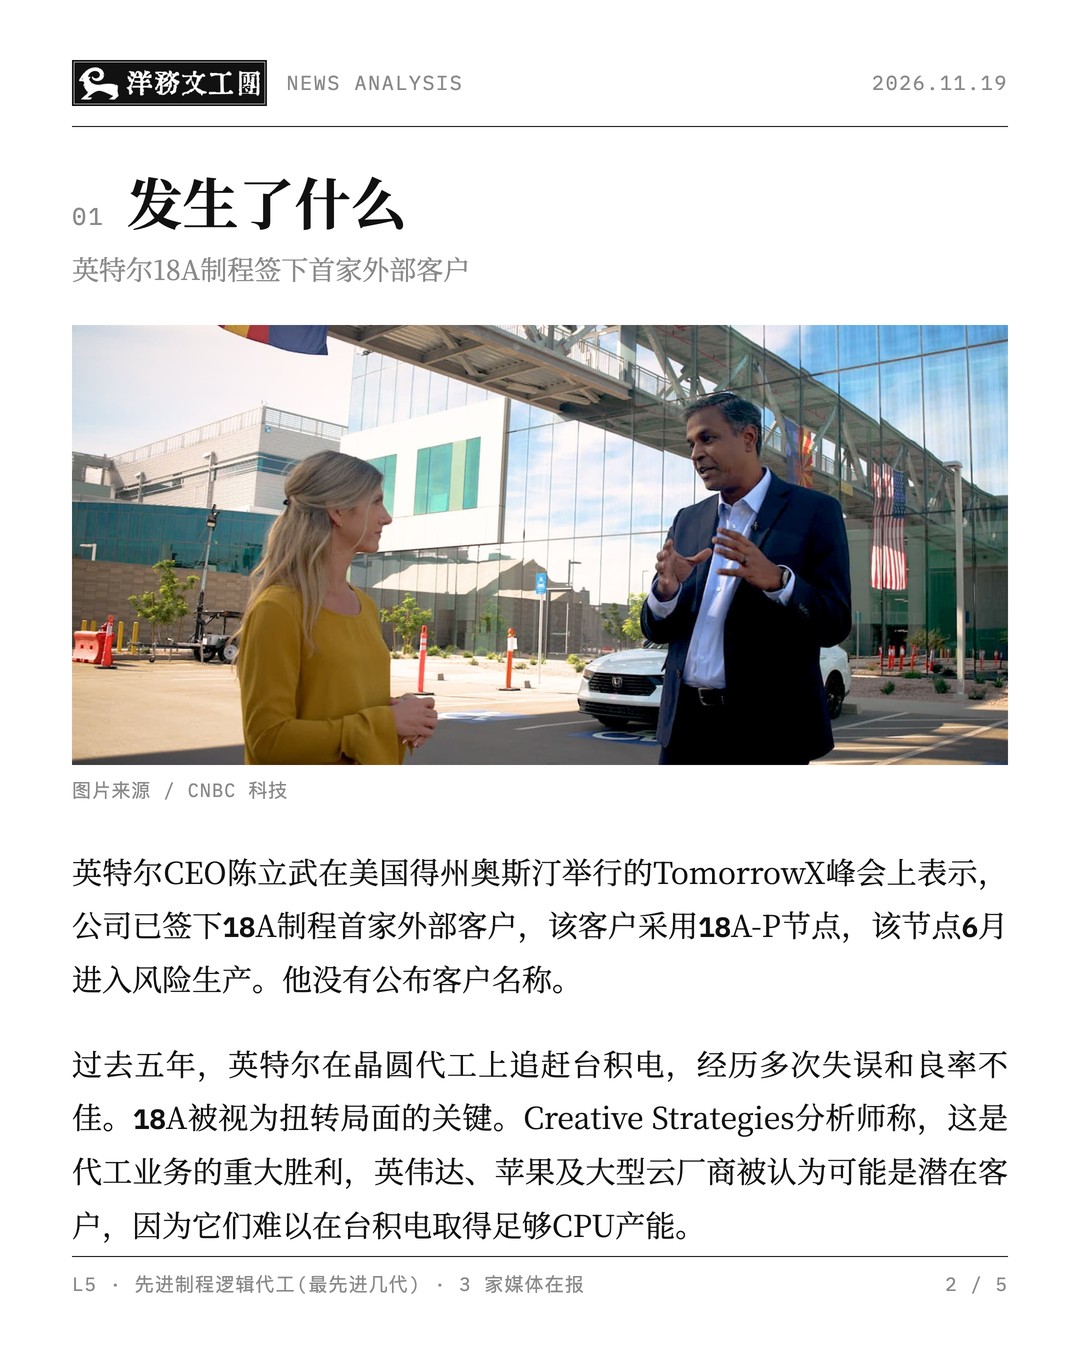 洋務文工團 NEWS ANALYSIS 2026.11.19
01 发生了什么
英特尔18A制程签下首家外部客户
图片来源 / CNBC 科技
英特尔CEO陈立武在美国得州奥斯汀举行的TomorrowX峰会上表示，
公司已签下18A制程首家外部客户，该客户采用18A-P节点，该节点6月
进入风险生产。他没有公布客户名称。
过去五年，英特尔在晶圆代工上追赶台积电，经历多次失误和良率不
佳。18A被视为扭转局面的关键。Creative Strategies分析师称，这是
代工业务的重大胜利，英伟达、苹果及大型云厂商被认为可能是潜在客
户，因为它们难以在台积电取得足够CPU产能。
L5 · 先进制程逻辑代工(最先进几代) · 3 家媒体在报 2 / 5